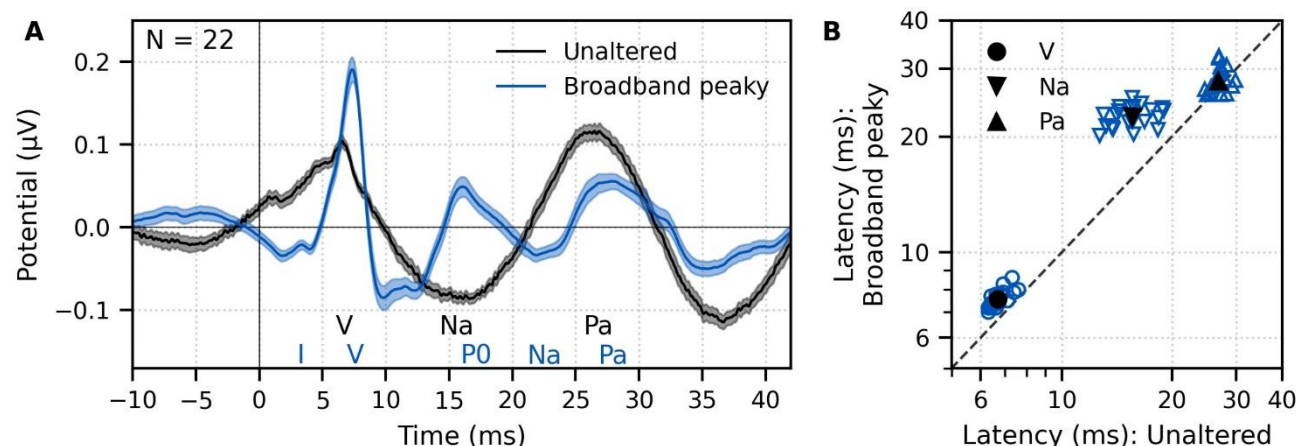 A
N = 22
Unaltered
Broadband peaky
Potential (μV)
0.2
0.1
0.0
−0.1
V Na Pa
I V P0 Na Pa
−10 −5 0 5 10 15 20 25 30 35 40
Time (ms)
B
V
Na
Pa
Latency (ms):
Broadband peaky
40
30
20
10
6
6 10 20 30 40
Latency (ms): Unaltered